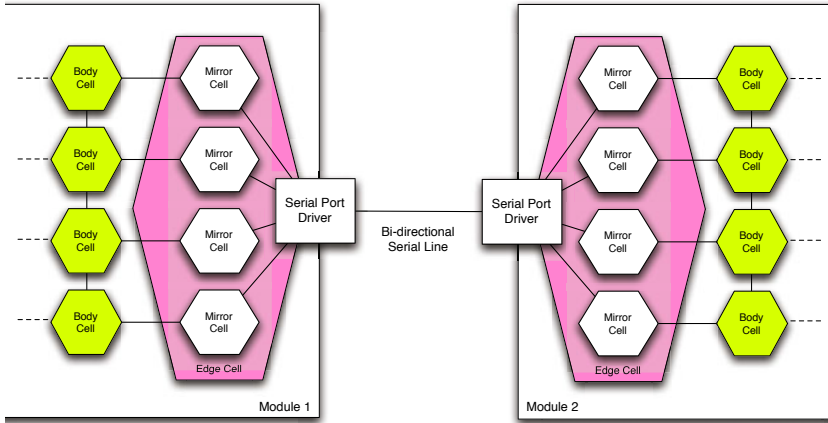 Body
Cell
Mirror
Cell
Mirror
Cell
Body
Cell
Body
Cell
Mirror
Cell
Mirror
Cell
Body
Cell
Serial Port
Driver
Bi-directional
Serial Line
Serial Port
Driver
Body
Cell
Mirror
Cell
Mirror
Cell
Body
Cell
Body
Cell
Mirror
Cell
Mirror
Cell
Body
Cell
Edge Cell
Edge Cell
Module 1
Module 2